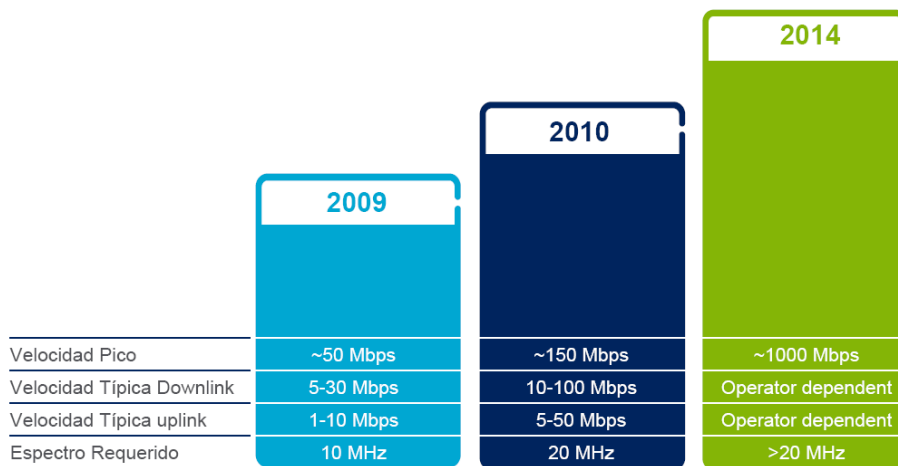 2014
2010
2009
Velocidad Pico ~50 Mbps ~150 Mbps ~1000 Mbps
Velocidad Típica Downlink 5-30 Mbps 10-100 Mbps Operator dependent
Velocidad Típica uplink 1-10 Mbps 5-50 Mbps Operator dependent
Espectro Requerido 10 MHz 20 MHz >20 MHz